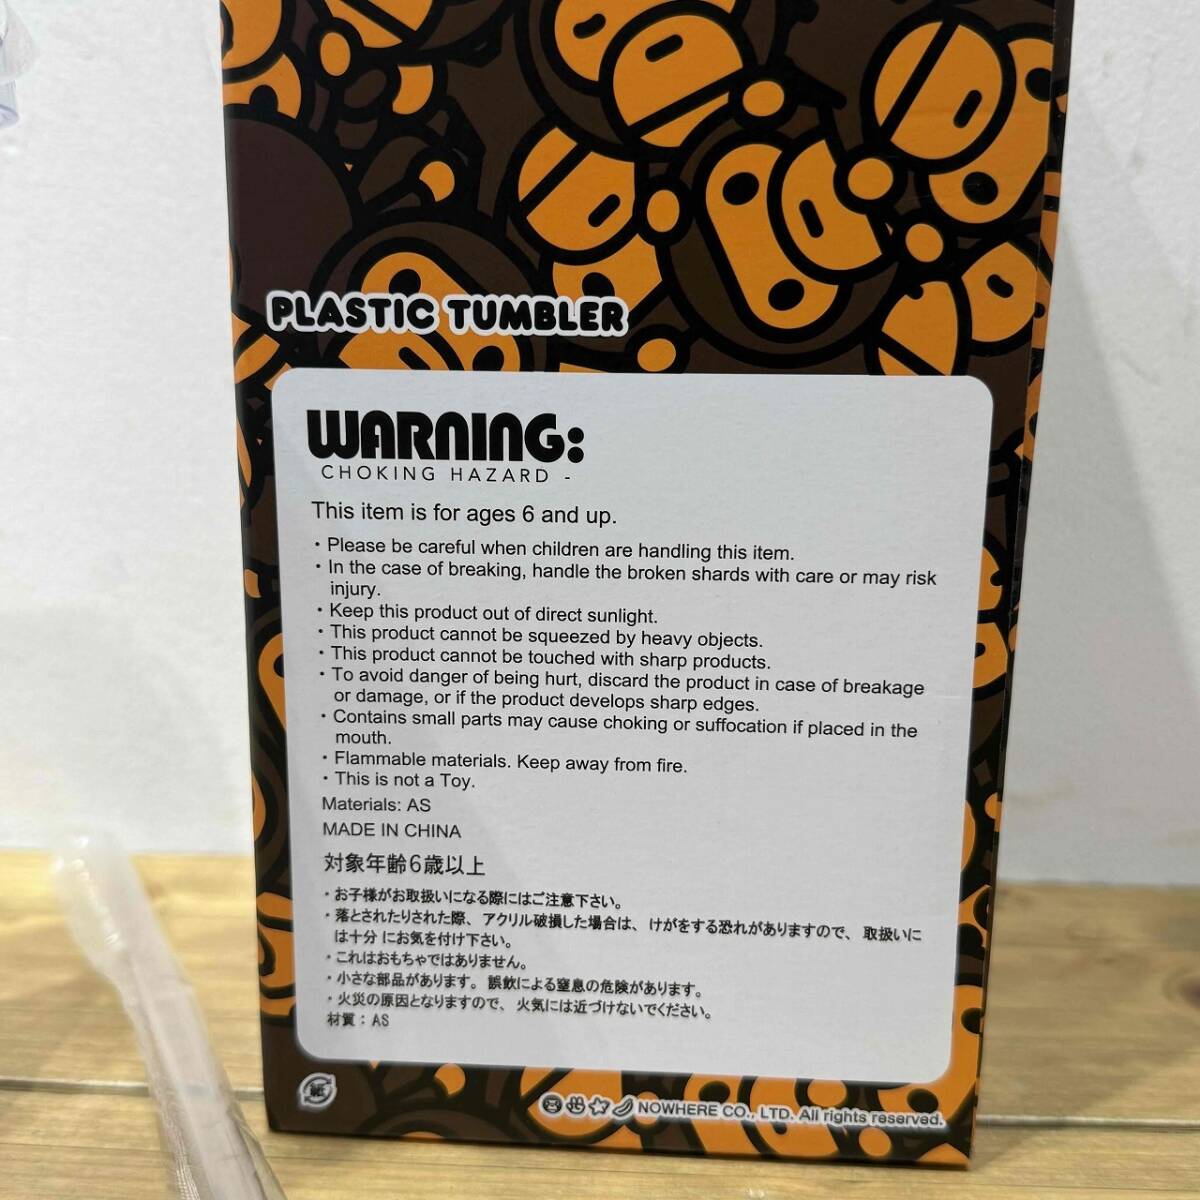 PLASTIC TUMBLER
WARNING:
CHOKING HAZARD -
This item is for ages 6 and up.
・Please be careful when children are handling this item.
・In the case of breaking, handle the broken shards with care or may risk
injury.
・Keep this product out of direct sunlight.
・This product cannot be squeezed by heavy objects.
・This product cannot be touched with sharp products.
・To avoid danger of being hurt, discard the product in case of breakage
or damage, or if the product develops sharp edges.
・Contains small parts may cause choking or suffocation if placed in the
mouth.
・Flammable materials. Keep away from fire.
・This is not a Toy.
Materials: AS
MADE IN CHINA
対象年齢6歳以上
・お子様がお取扱いになる際にはご注意下さい。
・落とされたりされた際、アクリル破損した場合は、けがをする恐れがありますので、取扱いに
は十分にお気を付け下さい。
・これはおもちゃではありません。
・小さな部品があります。誤飲による窒息の危険があります。
・火災の原因となりますので、火気には近づけないでください。
材質：AS
紙
NOWHERE CO., LTD. All rights reserved.